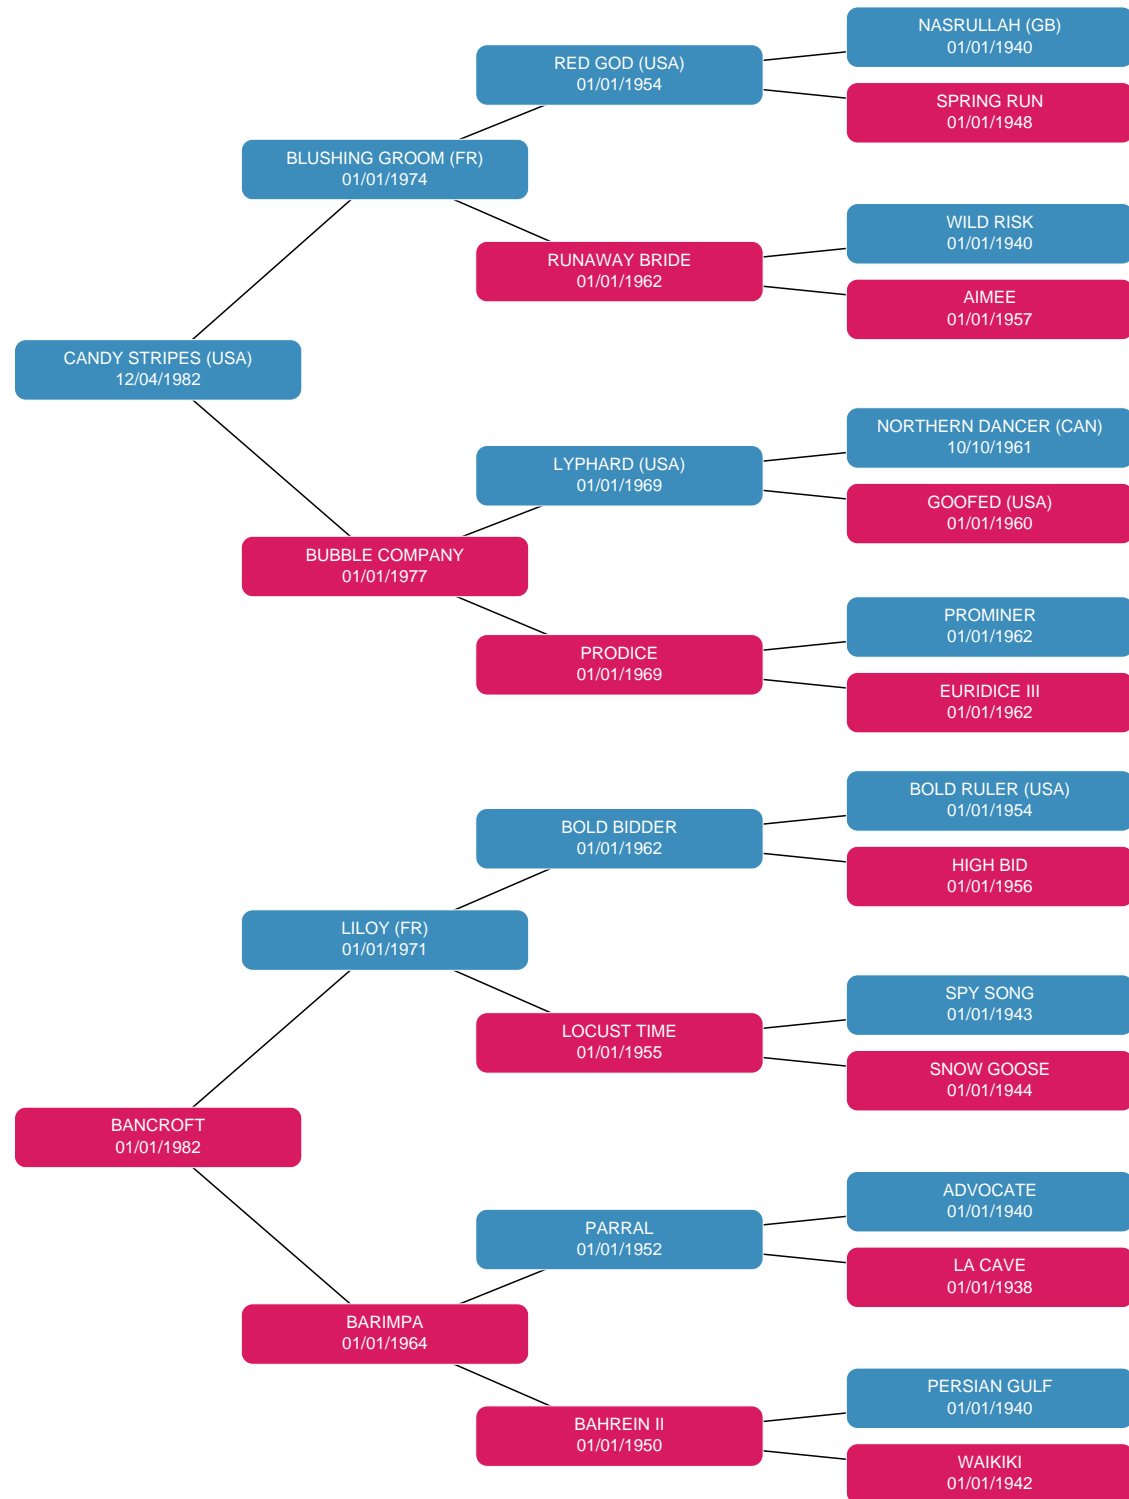 NASRULLAH (GB)
01/01/1940
RED GOD (USA)
01/01/1954
SPRING RUN
01/01/1948
BLUSHING GROOM (FR)
01/01/1974
WILD RISK
01/01/1940
RUNAWAY BRIDE
01/01/1962
AIMEE
01/01/1957
CANDY STRIPES (USA)
12/04/1982
NORTHERN DANCER (CAN)
10/10/1961
LYPHARD (USA)
01/01/1969
GOOFED (USA)
01/01/1960
BUBBLE COMPANY
01/01/1977
PROMINER
01/01/1962
PRODICE
01/01/1969
EURIDICE III
01/01/1962
BOLD RULER (USA)
01/01/1954
BOLD BIDDER
01/01/1962
HIGH BID
01/01/1956
LILOY (FR)
01/01/1971
SPY SONG
01/01/1943
LOCUST TIME
01/01/1955
SNOW GOOSE
01/01/1944
BANCROFT
01/01/1982
ADVOCATE
01/01/1940
PARRAL
01/01/1952
LA CAVE
01/01/1938
BARIMPA
01/01/1964
PERSIAN GULF
01/01/1940
BAHREIN II
01/01/1950
WAIKIKI
01/01/1942